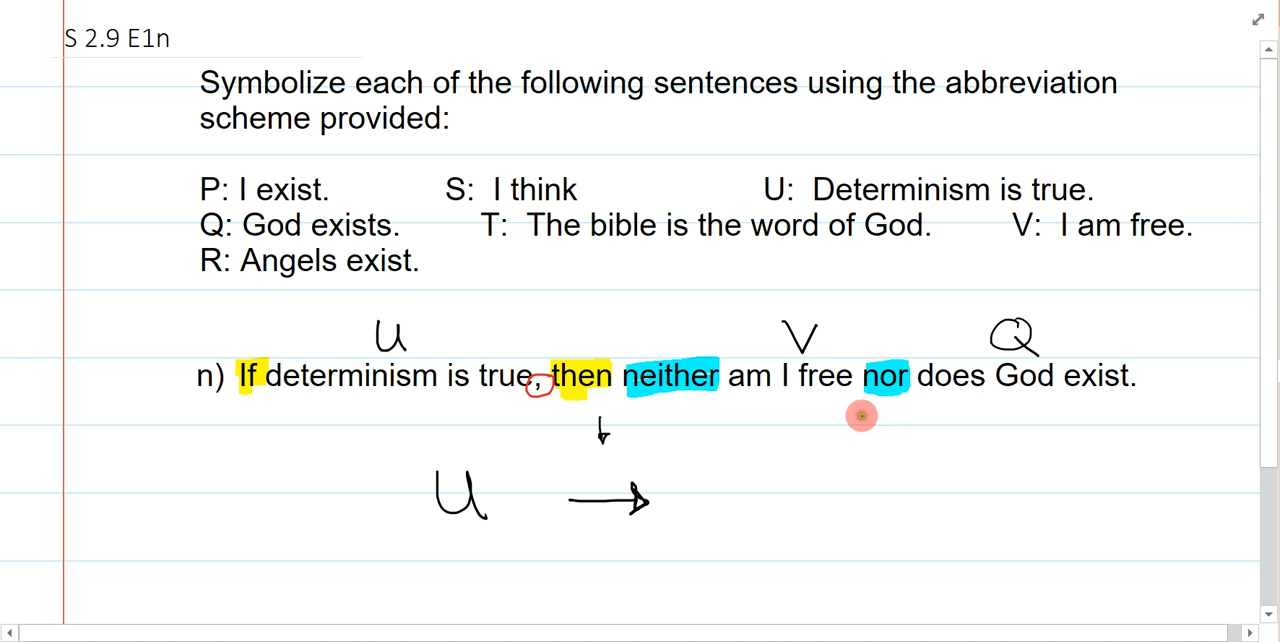 S 2.9 E1n
Symbolize each of the following sentences using the abbreviation
scheme provided:
P: I exist. S: I think U: Determinism is true.
Q: God exists. T: The bible is the word of God. V: I am free.
R: Angels exist.
U V Q
n) If determinism is true, then neither am I free nor does God exist.
U →